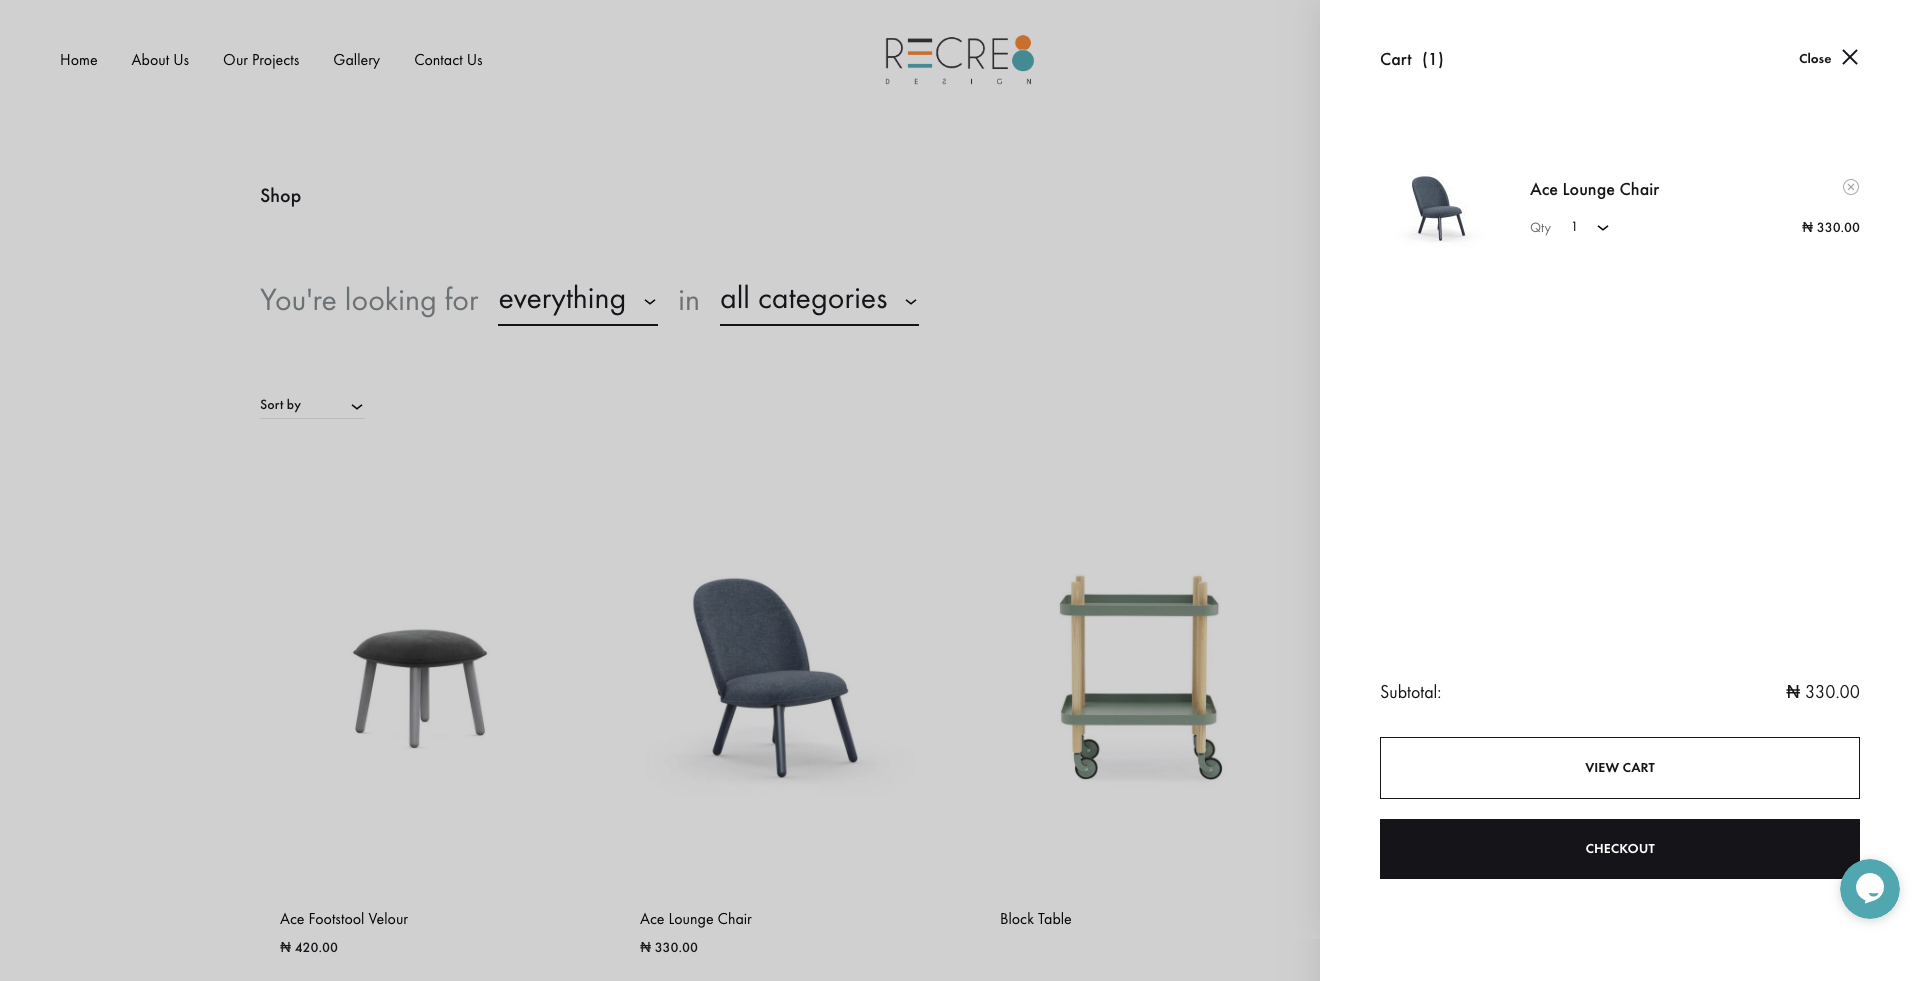 Home About Us Our Projects Gallery Contact Us
RECRE
DESIGN
Cart (1)
Close
Shop
Ace Lounge Chair
Qty 1
₦ 330.00
You're looking for everything in all categories
Sort by
Subtotal: ₦ 330.00
VIEW CART
CHECKOUT
Ace Footstool Velour
₦ 420.00
Ace Lounge Chair
₦ 330.00
Block Table